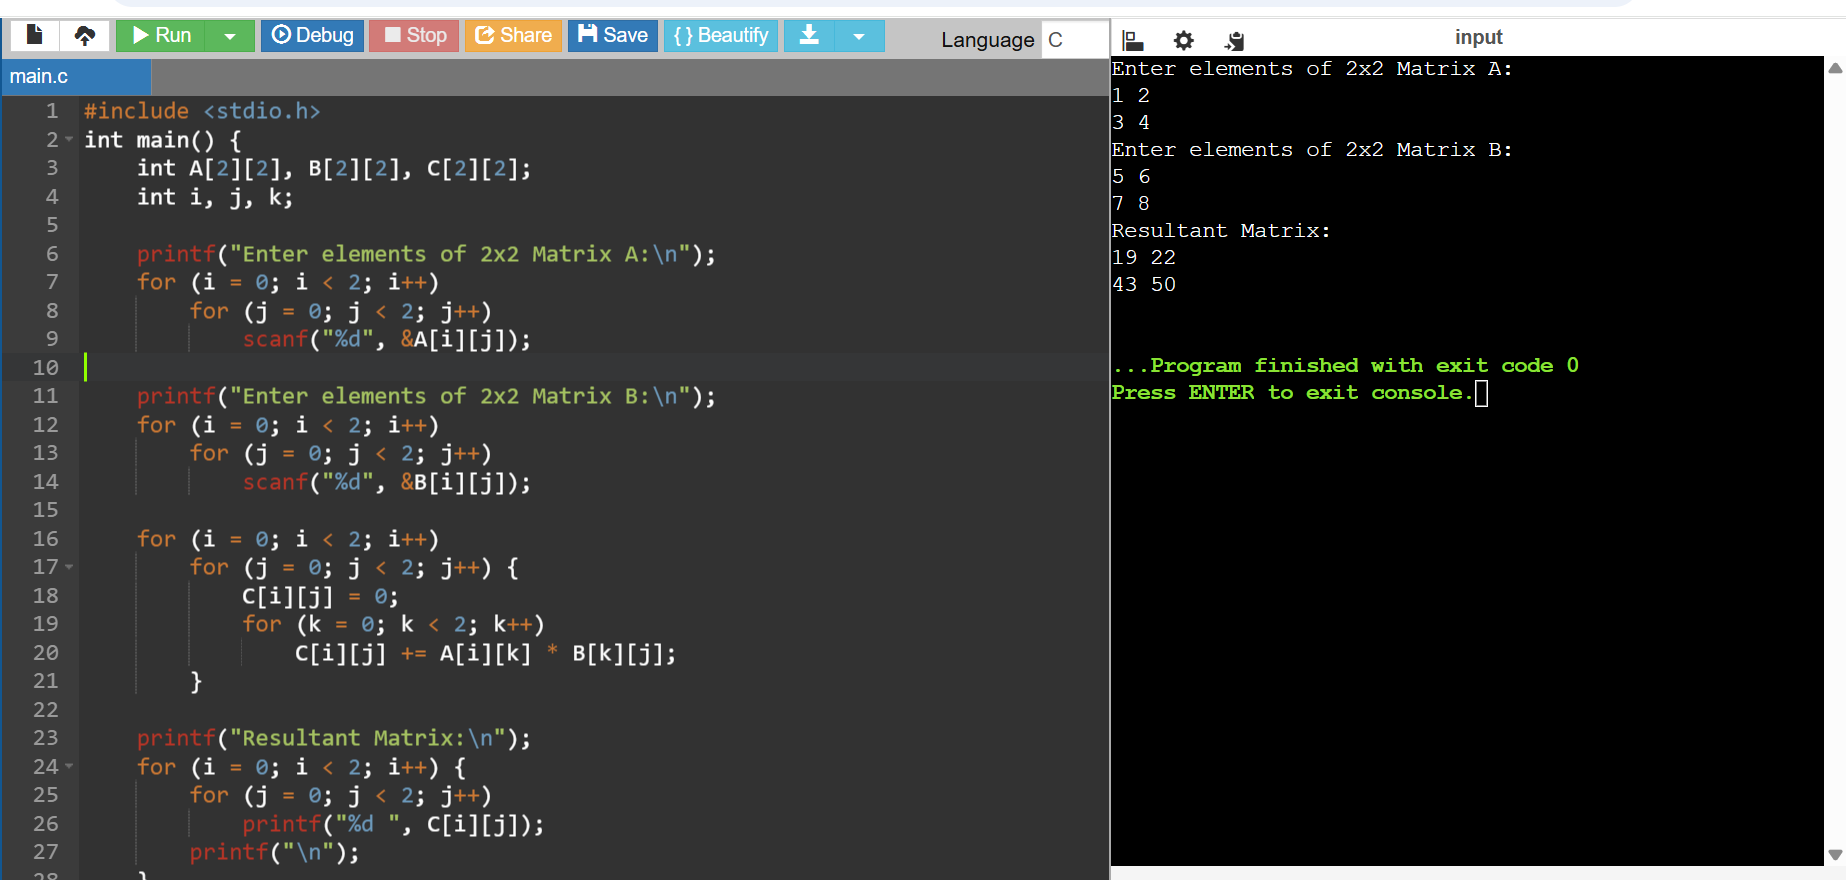 Run
Debug
Stop
Share
Save
{ } Beautify
Language C
main.c
1 #include <stdio.h>
2 int main() {
3     int A[2][2], B[2][2], C[2][2];
4     int i, j, k;
5
6     printf("Enter elements of 2x2 Matrix A:\n");
7     for (i = 0; i < 2; i++)
8         for (j = 0; j < 2; j++)
9             scanf("%d", &A[i][j]);
10
11     printf("Enter elements of 2x2 Matrix B:\n");
12     for (i = 0; i < 2; i++)
13         for (j = 0; j < 2; j++)
14             scanf("%d", &B[i][j]);
15
16     for (i = 0; i < 2; i++)
17         for (j = 0; j < 2; j++) {
18             C[i][j] = 0;
19             for (k = 0; k < 2; k++)
20                 C[i][j] += A[i][k] * B[k][j];
21         }
22
23     printf("Resultant Matrix:\n");
24     for (i = 0; i < 2; i++) {
25         for (j = 0; j < 2; j++)
26             printf("%d ", C[i][j]);
27         printf("\n");
28     }
input
Enter elements of 2x2 Matrix A:
1 2
3 4
Enter elements of 2x2 Matrix B:
5 6
7 8
Resultant Matrix:
19 22
43 50
...Program finished with exit code 0
Press ENTER to exit console.